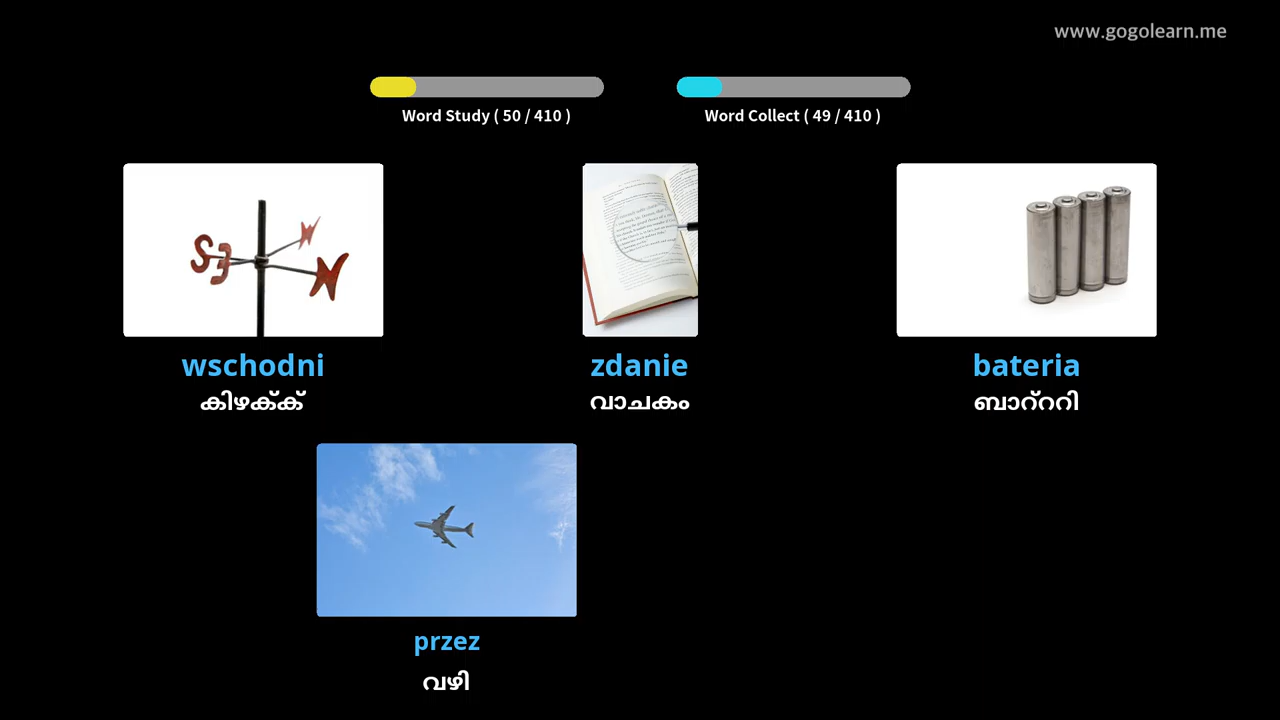 www.gogolearn.me
Word Study ( 50 / 410 )
Word Collect ( 49 / 410 )
S
E
N
wschodni
കിഴക്ക്
zdanie
വാചകം
bateria
ബാറ്ററി
przez
വഴി